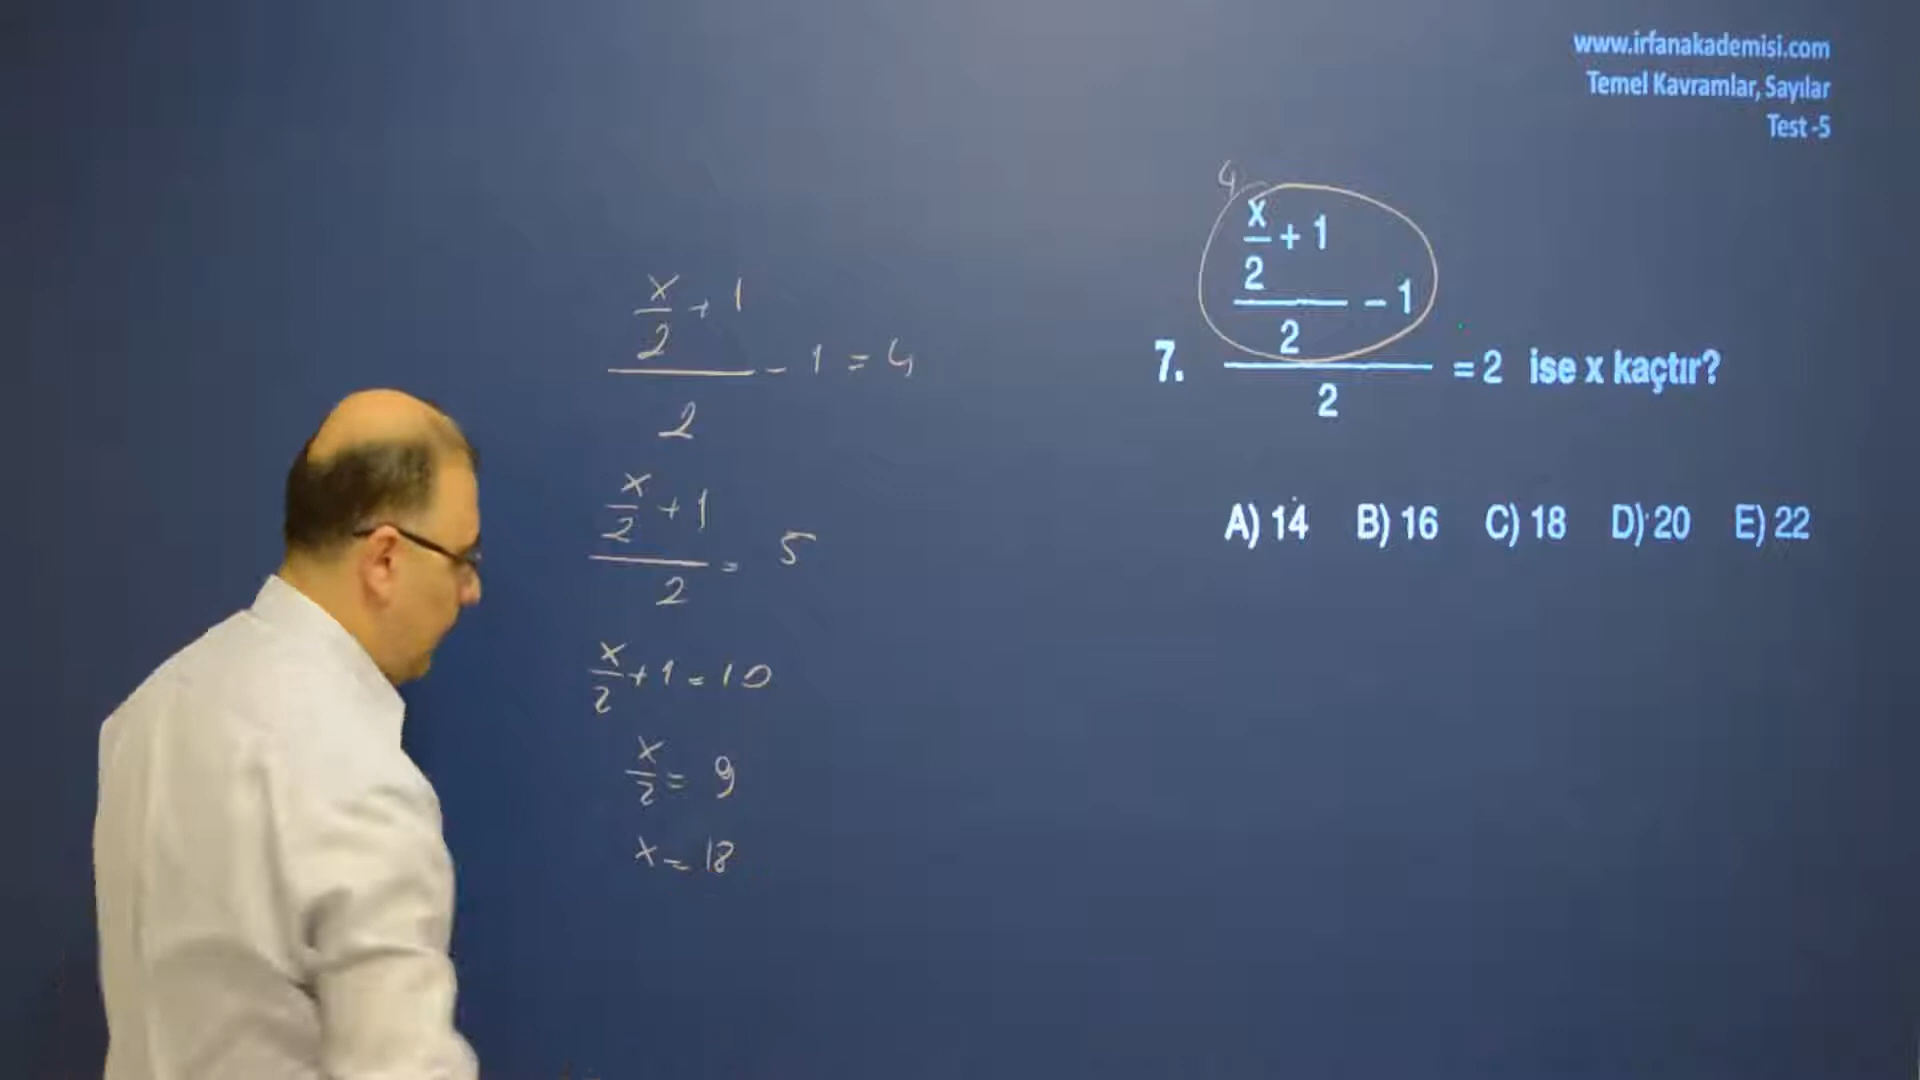 www.irfanakademisi.com
Temel Kavramlar, Sayılar
Test -5
4
x/2 + 1
/2 - 1
7. /2 = 2 ise x kaçtır?
A) 14 B) 16 C) 18 D) 20 E) 22
x/2 + 1
/2 - 1 = 4
x/2 + 1
/2 = 5
x/2 + 1 = 10
x/2 = 9
x = 18